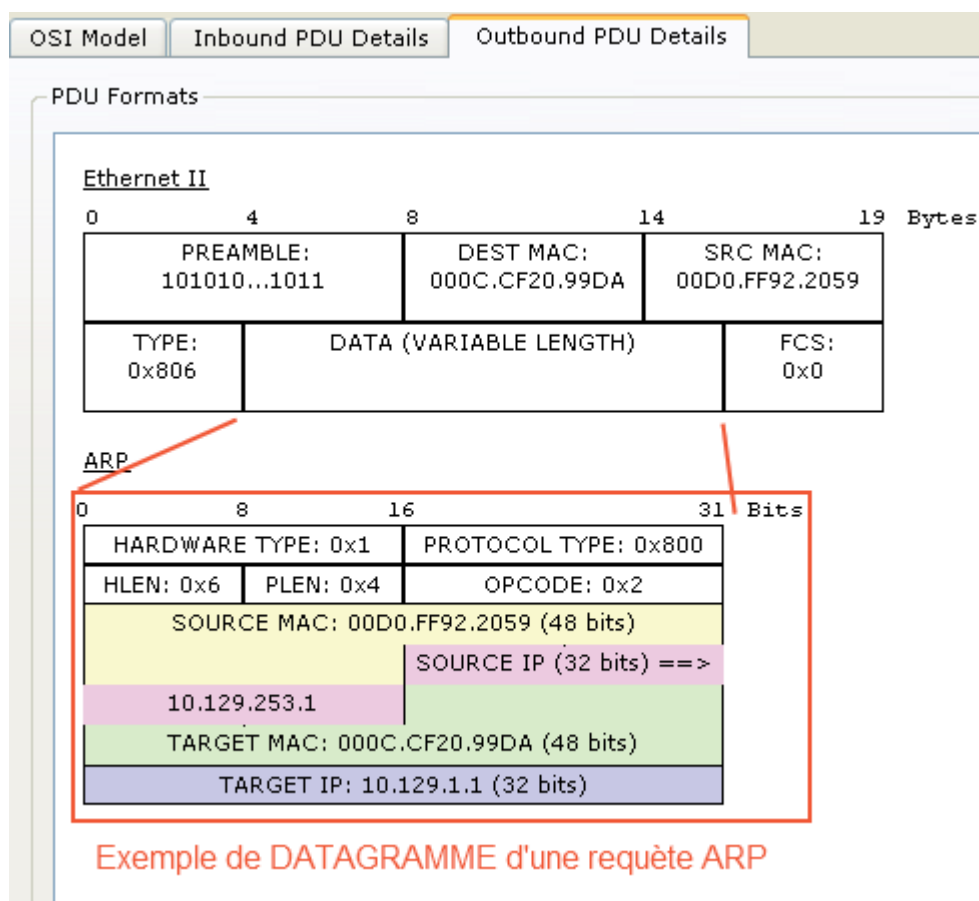 OSI Model Inbound PDU Details Outbound PDU Details
PDU Formats
Ethernet II
0 4 8 14 19 Bytes
PREAMBLE: DEST MAC: SRC MAC:
101010...1011 000C.CF20.99DA 00D0.FF92.2059
TYPE: DATA (VARIABLE LENGTH) FCS:
0x806 0x0
ARP
0 8 16 31 Bits
HARDWARE TYPE: 0x1 PROTOCOL TYPE: 0x800
HLEN: 0x6 PLEN: 0x4 OPCODE: 0x2
SOURCE MAC: 00D0.FF92.2059 (48 bits)
SOURCE IP (32 bits) ==>
10.129.253.1
TARGET MAC: 000C.CF20.99DA (48 bits)
TARGET IP: 10.129.1.1 (32 bits)
Exemple de DATAGRAMME d'une requète ARP